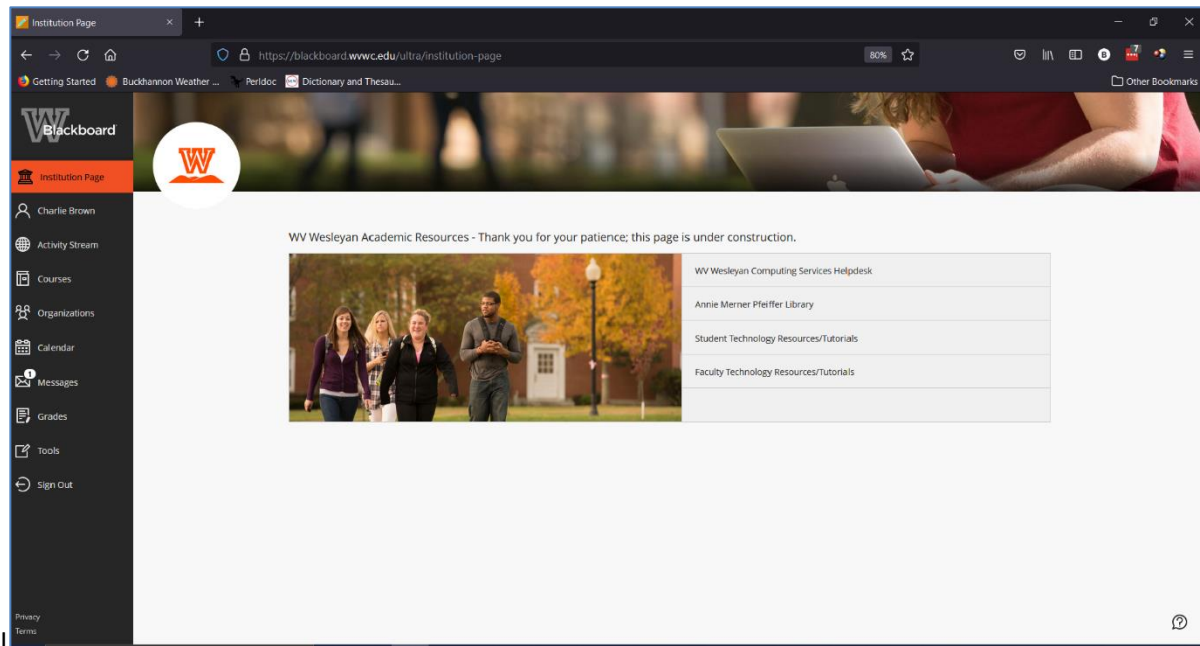 Institution Page
https://blackboard.wvwc.edu/ultra/institution-page
80%
B
7
Getting Started
Buckhannon Weather ...
Perldoc
Dictionary and Thesau...
Other Bookmarks
W
Blackboard
W
Institution Page
Charlie Brown
Activity Stream
Courses
Organizations
Calendar
1
Messages
Grades
Tools
Sign Out
Privacy
Terms
WV Wesleyan Academic Resources - Thank you for your patience; this page is under construction.
WV Wesleyan Computing Services Helpdesk
Annie Merner Pfeiffer Library
Student Technology Resources/Tutorials
Faculty Technology Resources/Tutorials